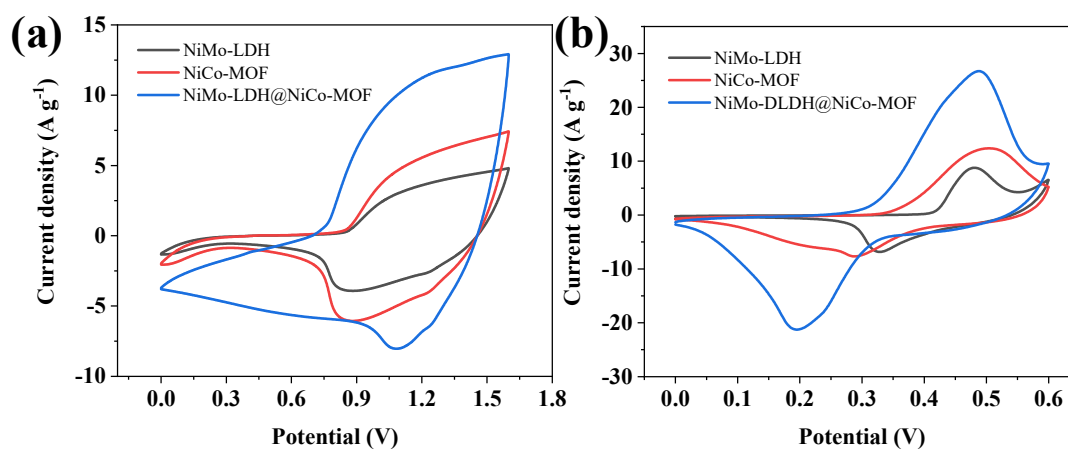 (a)
NiMo-LDH
NiCo-MOF
NiMo-LDH@NiCo-MOF
Current density (A g⁻¹)
15
10
5
0
-5
-10
0.0 0.3 0.6 0.9 1.2 1.5 1.8
Potential (V)
(b)
NiMo-LDH
NiCo-MOF
NiMo-DLDH@NiCo-MOF
Current density (A g⁻¹)
30
20
10
0
-10
-20
-30
0.0 0.1 0.2 0.3 0.4 0.5 0.6
Potential (V)